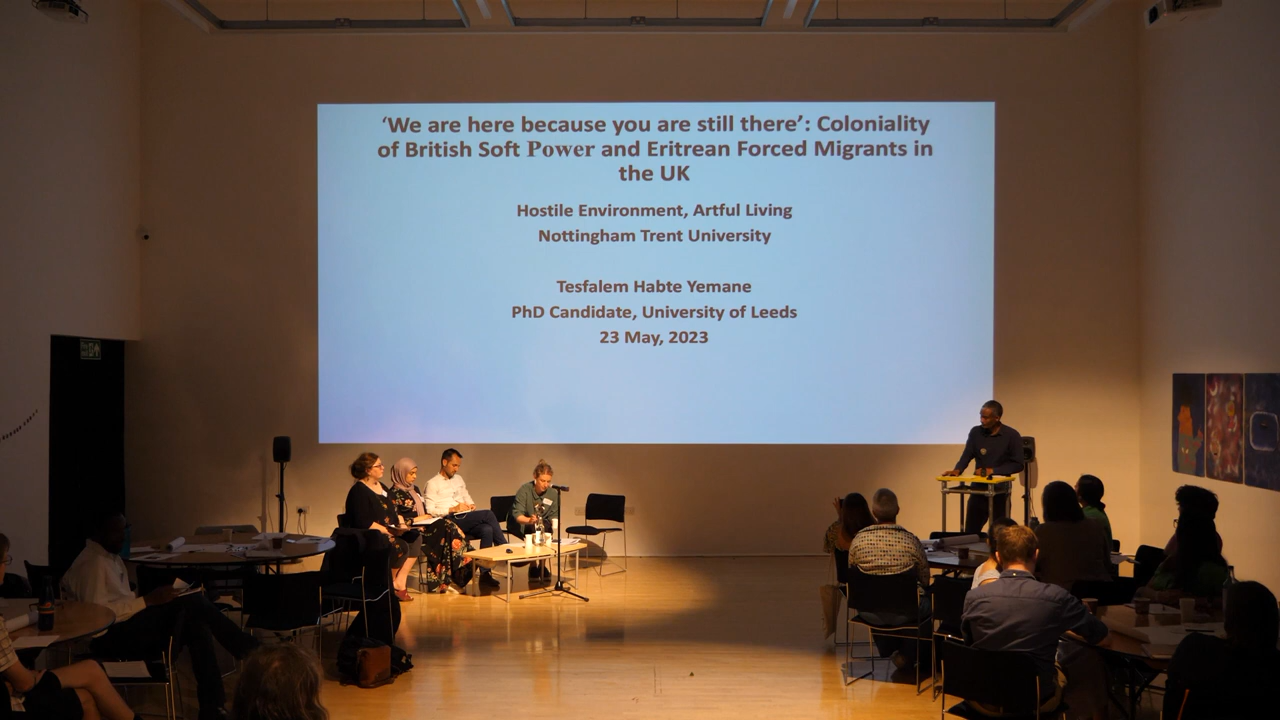 ‘We are here because you are still there’: Coloniality
of British Soft Power and Eritrean Forced Migrants in
the UK
Hostile Environment, Artful Living
Nottingham Trent University
Tesfalem Habte Yemane
PhD Candidate, University of Leeds
23 May, 2023